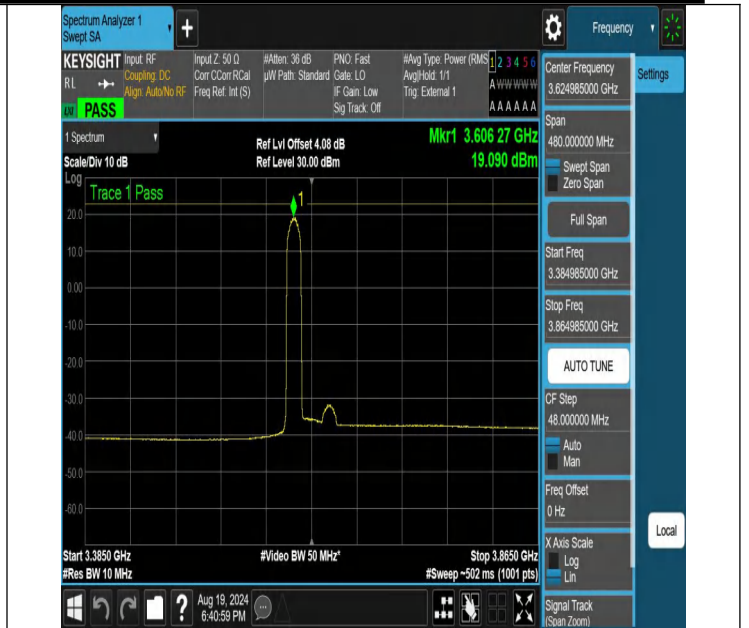 Spectrum Analyzer 1
Swept SA
+
Frequency
KEYSIGHT
RL
PASS
Input: RF
Coupling: DC
Align: Auto/No RF
Input Z: 50 Ω
Corr CCorr RCal
Freq Ref: Int (S)
#Atten: 36 dB
µW Path: Standard
PNO: Fast
Gate: LO
IF Gain: Low
Sig Track: Off
#Avg Type: Power (RMS
Avg|Hold: 1/1
Trig: External 1
1 2 3 4 5 6
A W W W W W
A A A A A A
Center Frequency
3.624985000 GHz
Settings
Span
480.000000 MHz
Swept Span
Zero Span
Full Span
Start Freq
3.384985000 GHz
Stop Freq
3.864985000 GHz
AUTO TUNE
CF Step
48.000000 MHz
Auto
Man
Freq Offset
0 Hz
X Axis Scale
Log
Lin
Signal Track
(Span Zoom)
Local
1 Spectrum
Scale/Div 10 dB
Ref Lvl Offset 4.08 dB
Ref Level 30.00 dBm
Mkr1 3.606 27 GHz
19.090 dBm
Log
Trace 1 Pass
1
20.0
10.0
0.00
-10.0
-20.0
-30.0
-40.0
-50.0
-60.0
Start 3.3850 GHz
#Res BW 10 MHz
#Video BW 50 MHz*
Stop 3.8650 GHz
#Sweep ~502 ms (1001 pts)
?
Aug 19, 2024
6:40:59 PM